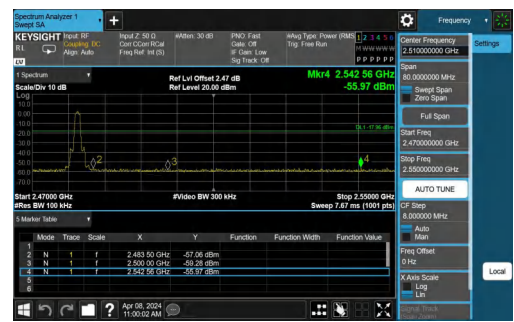 Spectrum Analyzer 1
Swept SA
Frequency
KEYSIGHT
RL
Input: RF
Coupling: DC
Align: Auto
Input Z: 50 Ω
Corr CCorr RCal
Freq Ref: Int (S)
#Atten: 30 dB
PNO: Fast
Gate: Off
IF Gain: Low
Sig Track: Off
#Avg Type: Power (RMS)
Trig: Free Run
1 2 3 4 5 6
M W W W W W
P P P P P P
LV
1 Spectrum
Scale/Div 10 dB
Log
Ref Lvl Offset 2.47 dB
Ref Level 20.00 dBm
Mkr4 2.542 56 GHz
-55.97 dBm
10.0
0.00
-10.0
-20.0
-30.0
-40.0
-50.0
-60.0
-70.0
DL1 -17.96 dBm
2
3
4
Start 2.47000 GHz
#Res BW 100 kHz
#Video BW 300 kHz
Stop 2.55000 GHz
Sweep 7.67 ms (1001 pts)
5 Marker Table
Mode Trace Scale X Y Function Function Width Function Value
1
2 N 1 f 2.483 50 GHz -57.06 dBm
3 N 1 f 2.500 00 GHz -59.28 dBm
4 N 1 f 2.542 56 GHz -55.97 dBm
5
6
Apr 08, 2024
11:00:02 AM
Center Frequency
2.510000000 GHz
Settings
Span
80.0000000 MHz
Swept Span
Zero Span
Full Span
Start Freq
2.470000000 GHz
Stop Freq
2.550000000 GHz
AUTO TUNE
CF Step
8.000000 MHz
Auto
Man
Freq Offset
0 Hz
X Axis Scale
Log
Lin
Signal Track
Local